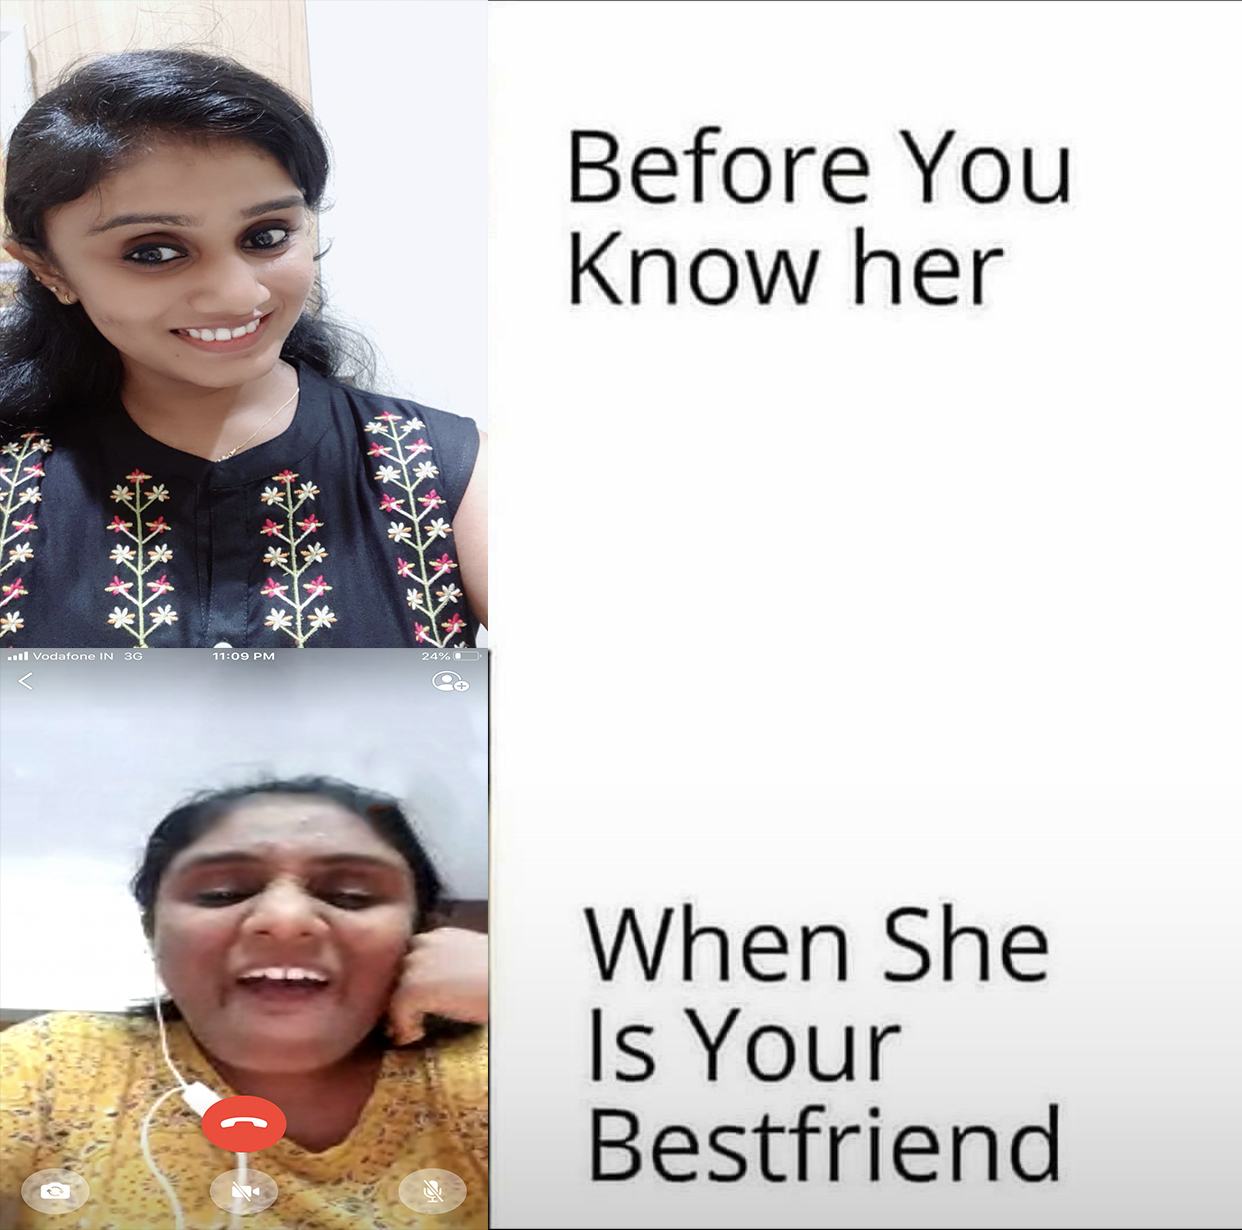 Before You
Know her
Vodafone IN 3G 11:09 PM 24%
When She
Is Your
Bestfriend